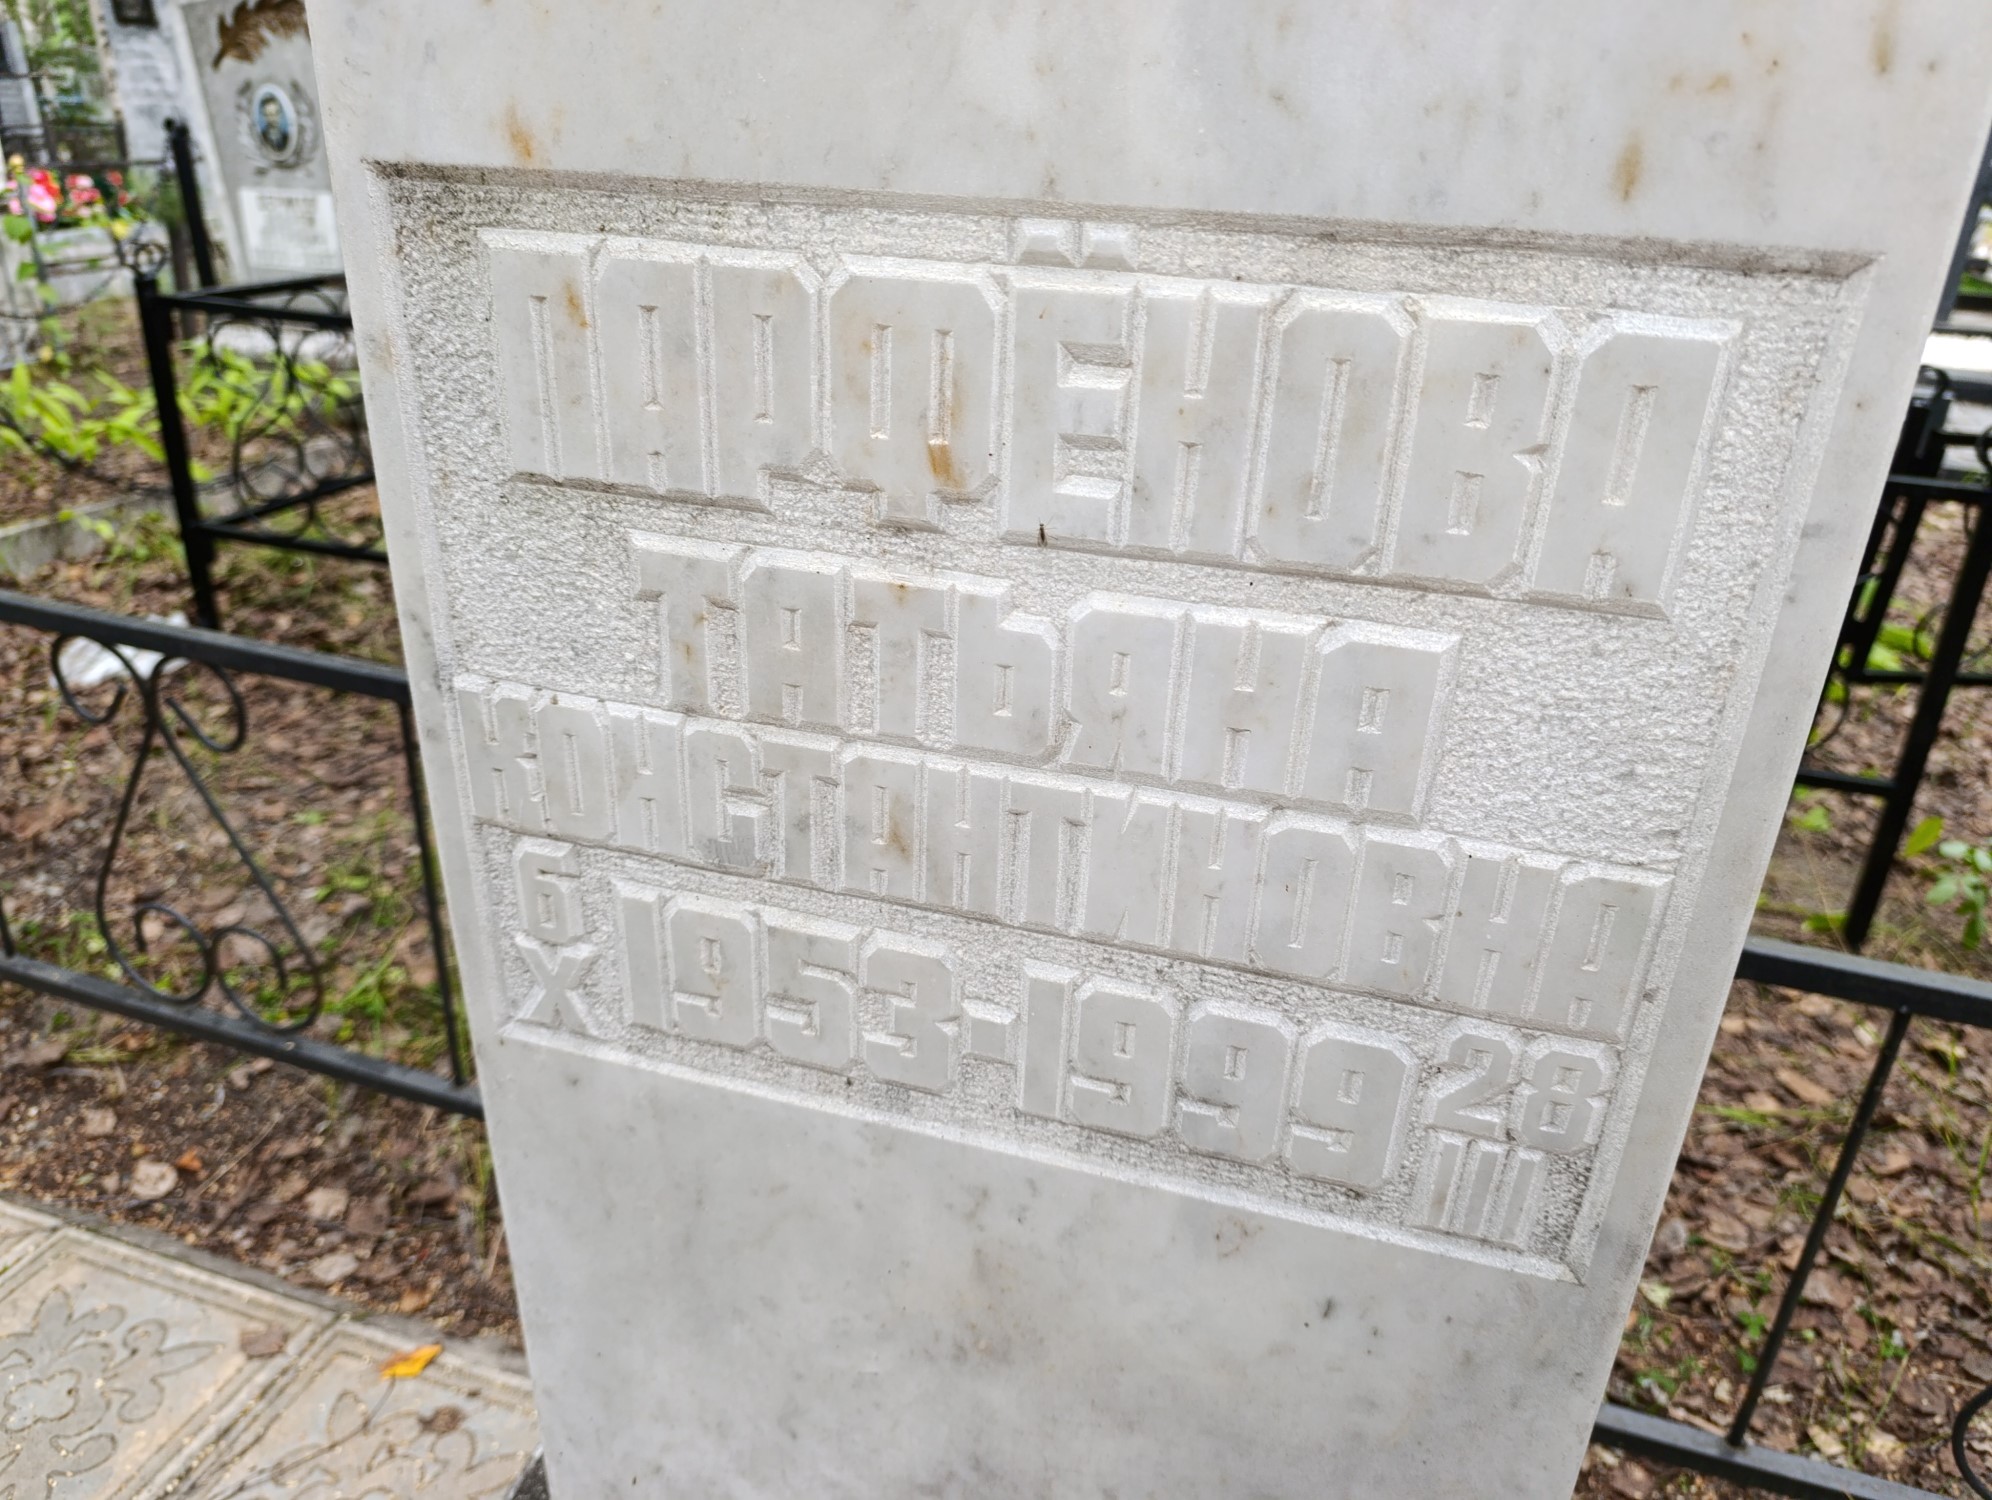 ПАРФЁНОВА
ТАТЬЯНА
КОНСТАНТИНОВНА
6
X
1953-1999
28
III